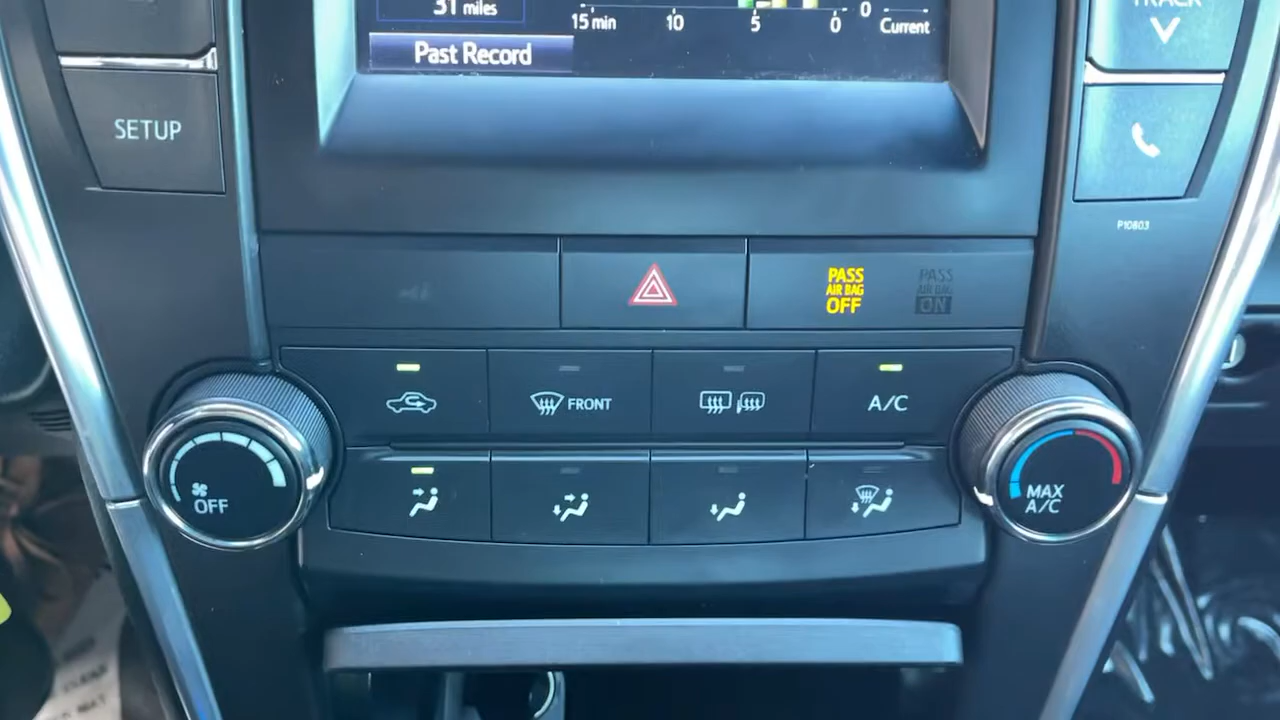 31 miles
15 min 10 5 0 0 Current
Past Record
TRACK
SETUP
P10803
PASS
AIR BAG
OFF
PASS
AIR BAG
ON
FRONT
A/C
OFF
MAX
A/C